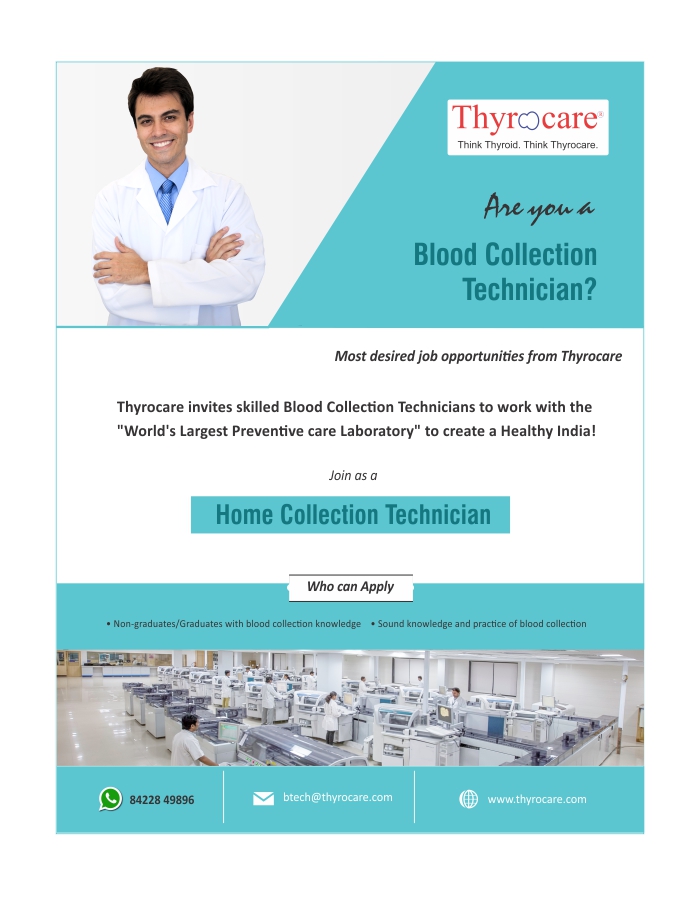 Thyrocare®
Think Thyroid. Think Thyrocare.
Are you a
Blood Collection
Technician?
Most desired job opportunities from Thyrocare
Thyrocare invites skilled Blood Collection Technicians to work with the
"World's Largest Preventive care Laboratory" to create a Healthy India!
Join as a
Home Collection Technician
Who can Apply
• Non-graduates/Graduates with blood collection knowledge • Sound knowledge and practice of blood collection
84228 49896
btech@thyrocare.com
www.thyrocare.com